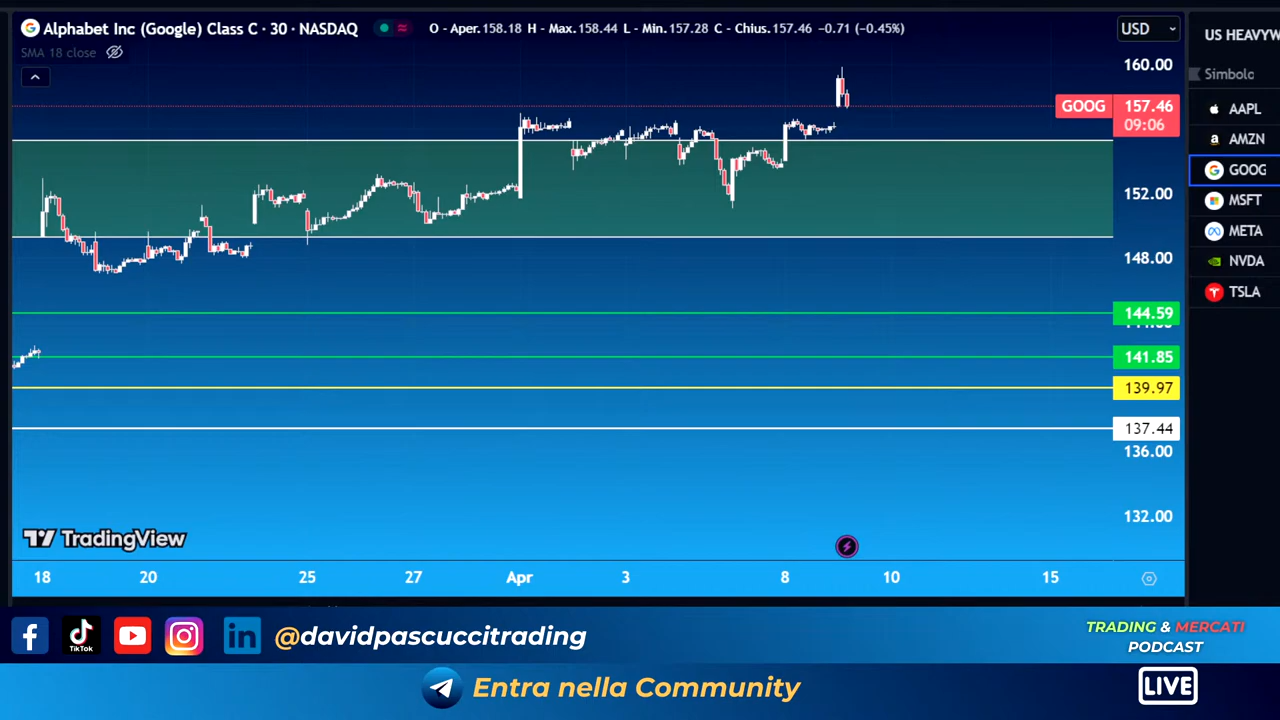 Alphabet Inc (Google) Class C · 30 · NASDAQ
O - Aper.158.18 H - Max.158.44 L - Min.157.28 C - Chius.157.46 −0.71 (−0.45%)
SMA 18 close
USD
160.00
GOOG 157.46
09:06
152.00
148.00
144.59
141.85
139.97
137.44
136.00
132.00
TradingView
18 20 25 27 Apr 3 8 10 15
US HEAVYW
Simbolo
AAPL
AMZN
GOOG
MSFT
META
NVDA
TSLA
TikTok
@davidpascuccitrading
TRADING & MERCATI
PODCAST
Entra nella Community
LIVE